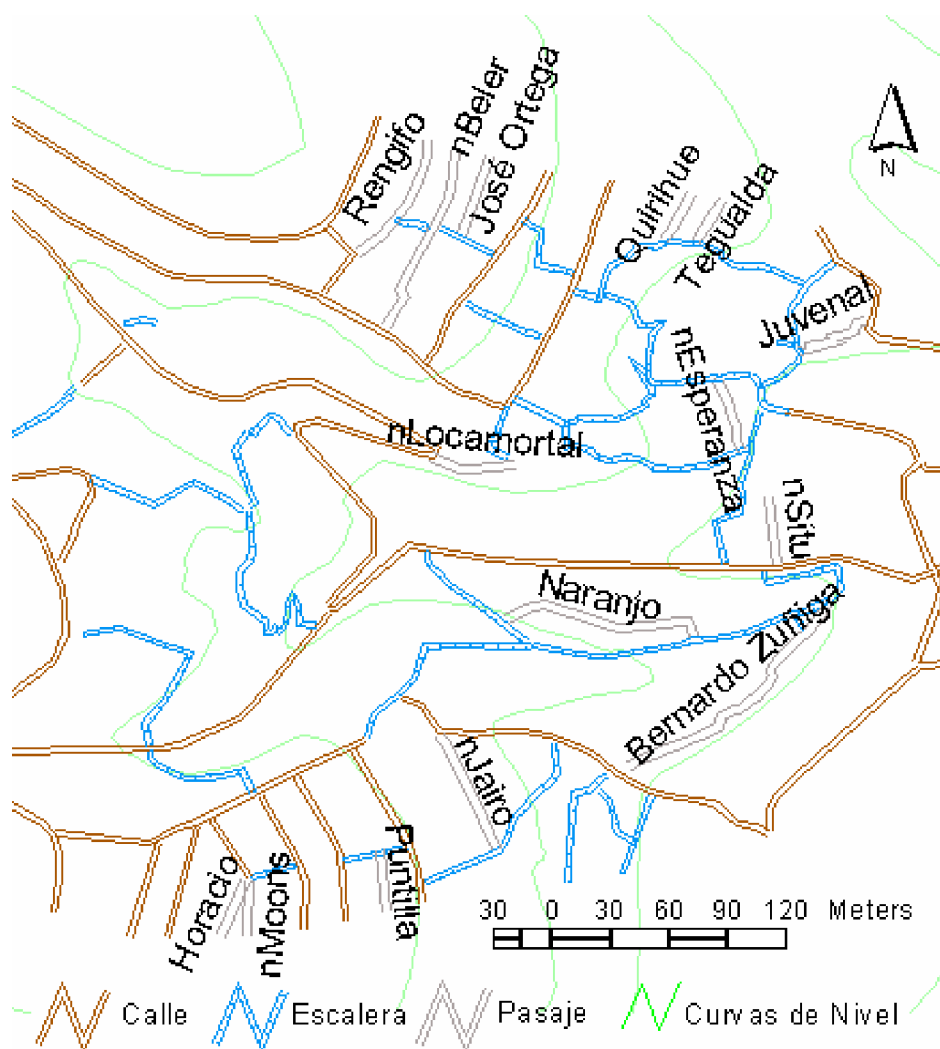 Rengifo
nBeler
José Ortega
Quirihue
Tegualda
N
Juvenal
nEsperanza
nLocamortal
nSitu
Naranjo
Bernardo Zuñiga
nJairo
Puntilla
Horacio
nMoons
30 0 30 60 90 120 Meters
Calle Escalera Pasaje Curvas de Nivel